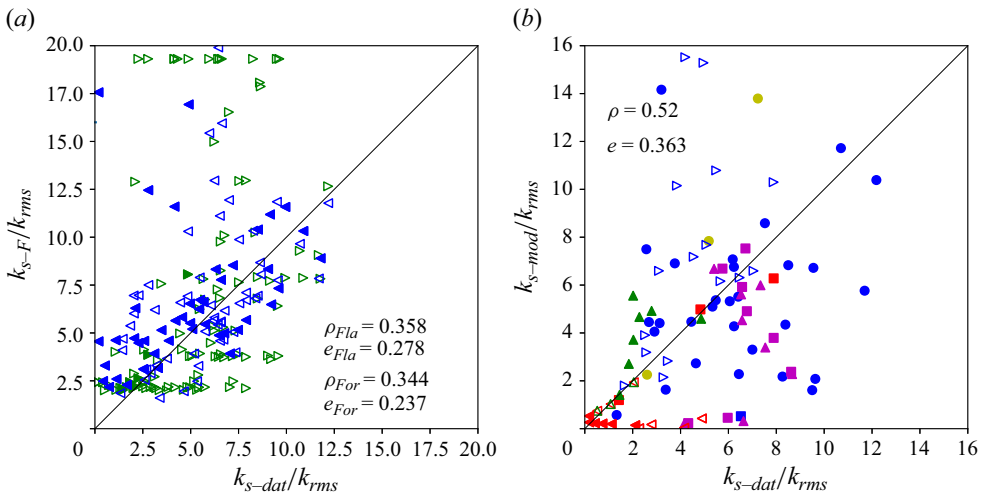 (a)
20.0
17.0
15.0
12.5
10.0
7.5
5.0
2.5
0
2.5
5.0
7.5
10.0
12.5
15.0
17.0
20.0
k_{s–F}/k_{rms}
k_{s–dat}/k_{rms}
ρ_{Fla} = 0.358
e_{Fla} = 0.278
ρ_{For} = 0.344
e_{For} = 0.237
(b)
16
14
12
10
8
6
4
2
0
2
4
6
8
10
12
14
16
k_{s–mod}/k_{rms}
k_{s–dat}/k_{rms}
ρ = 0.52
e = 0.363